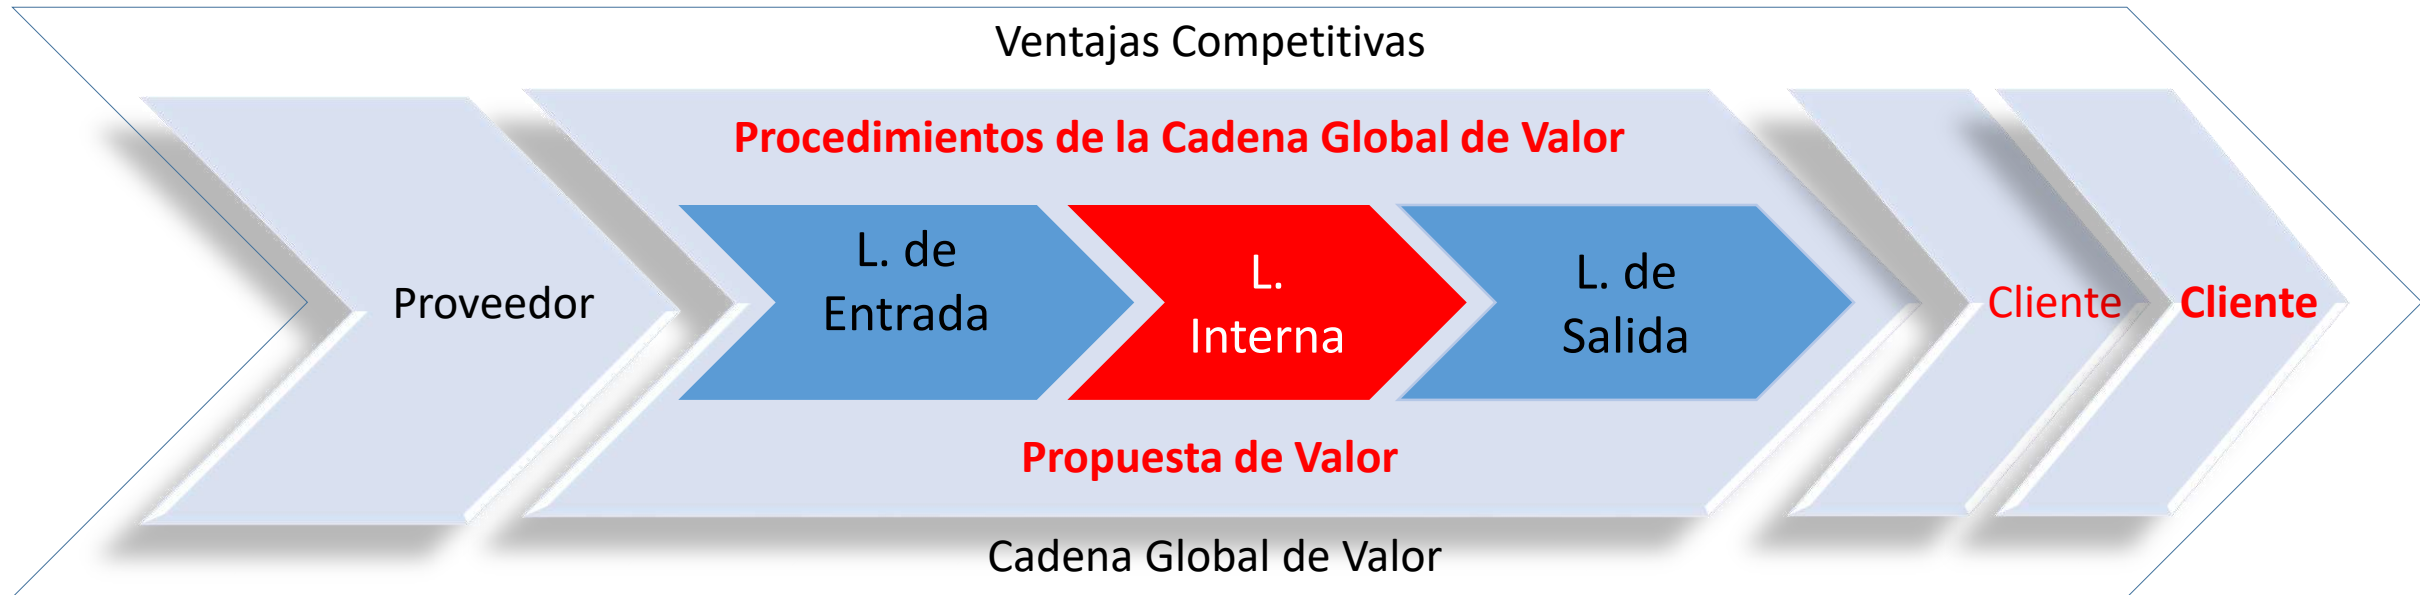 Ventajas Competitivas
Procedimientos de la Cadena Global de Valor
Proveedor
L. de
Entrada
L.
Interna
L. de
Salida
Cliente
Cliente
Propuesta de Valor
Cadena Global de Valor